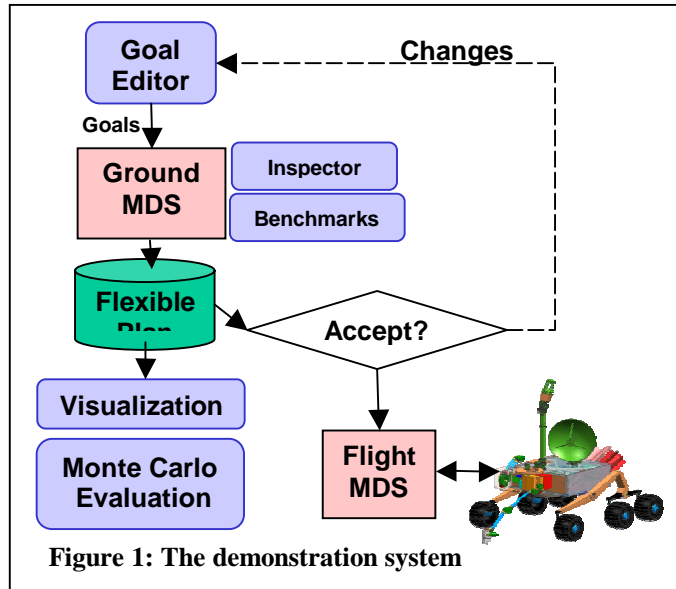 Goal
Editor
Changes
Goals
Ground
MDS
Inspector
Benchmarks
Flexible
Plan
Accept?
Visualization
Monte Carlo
Evaluation
Flight
MDS
Figure 1: The demonstration system